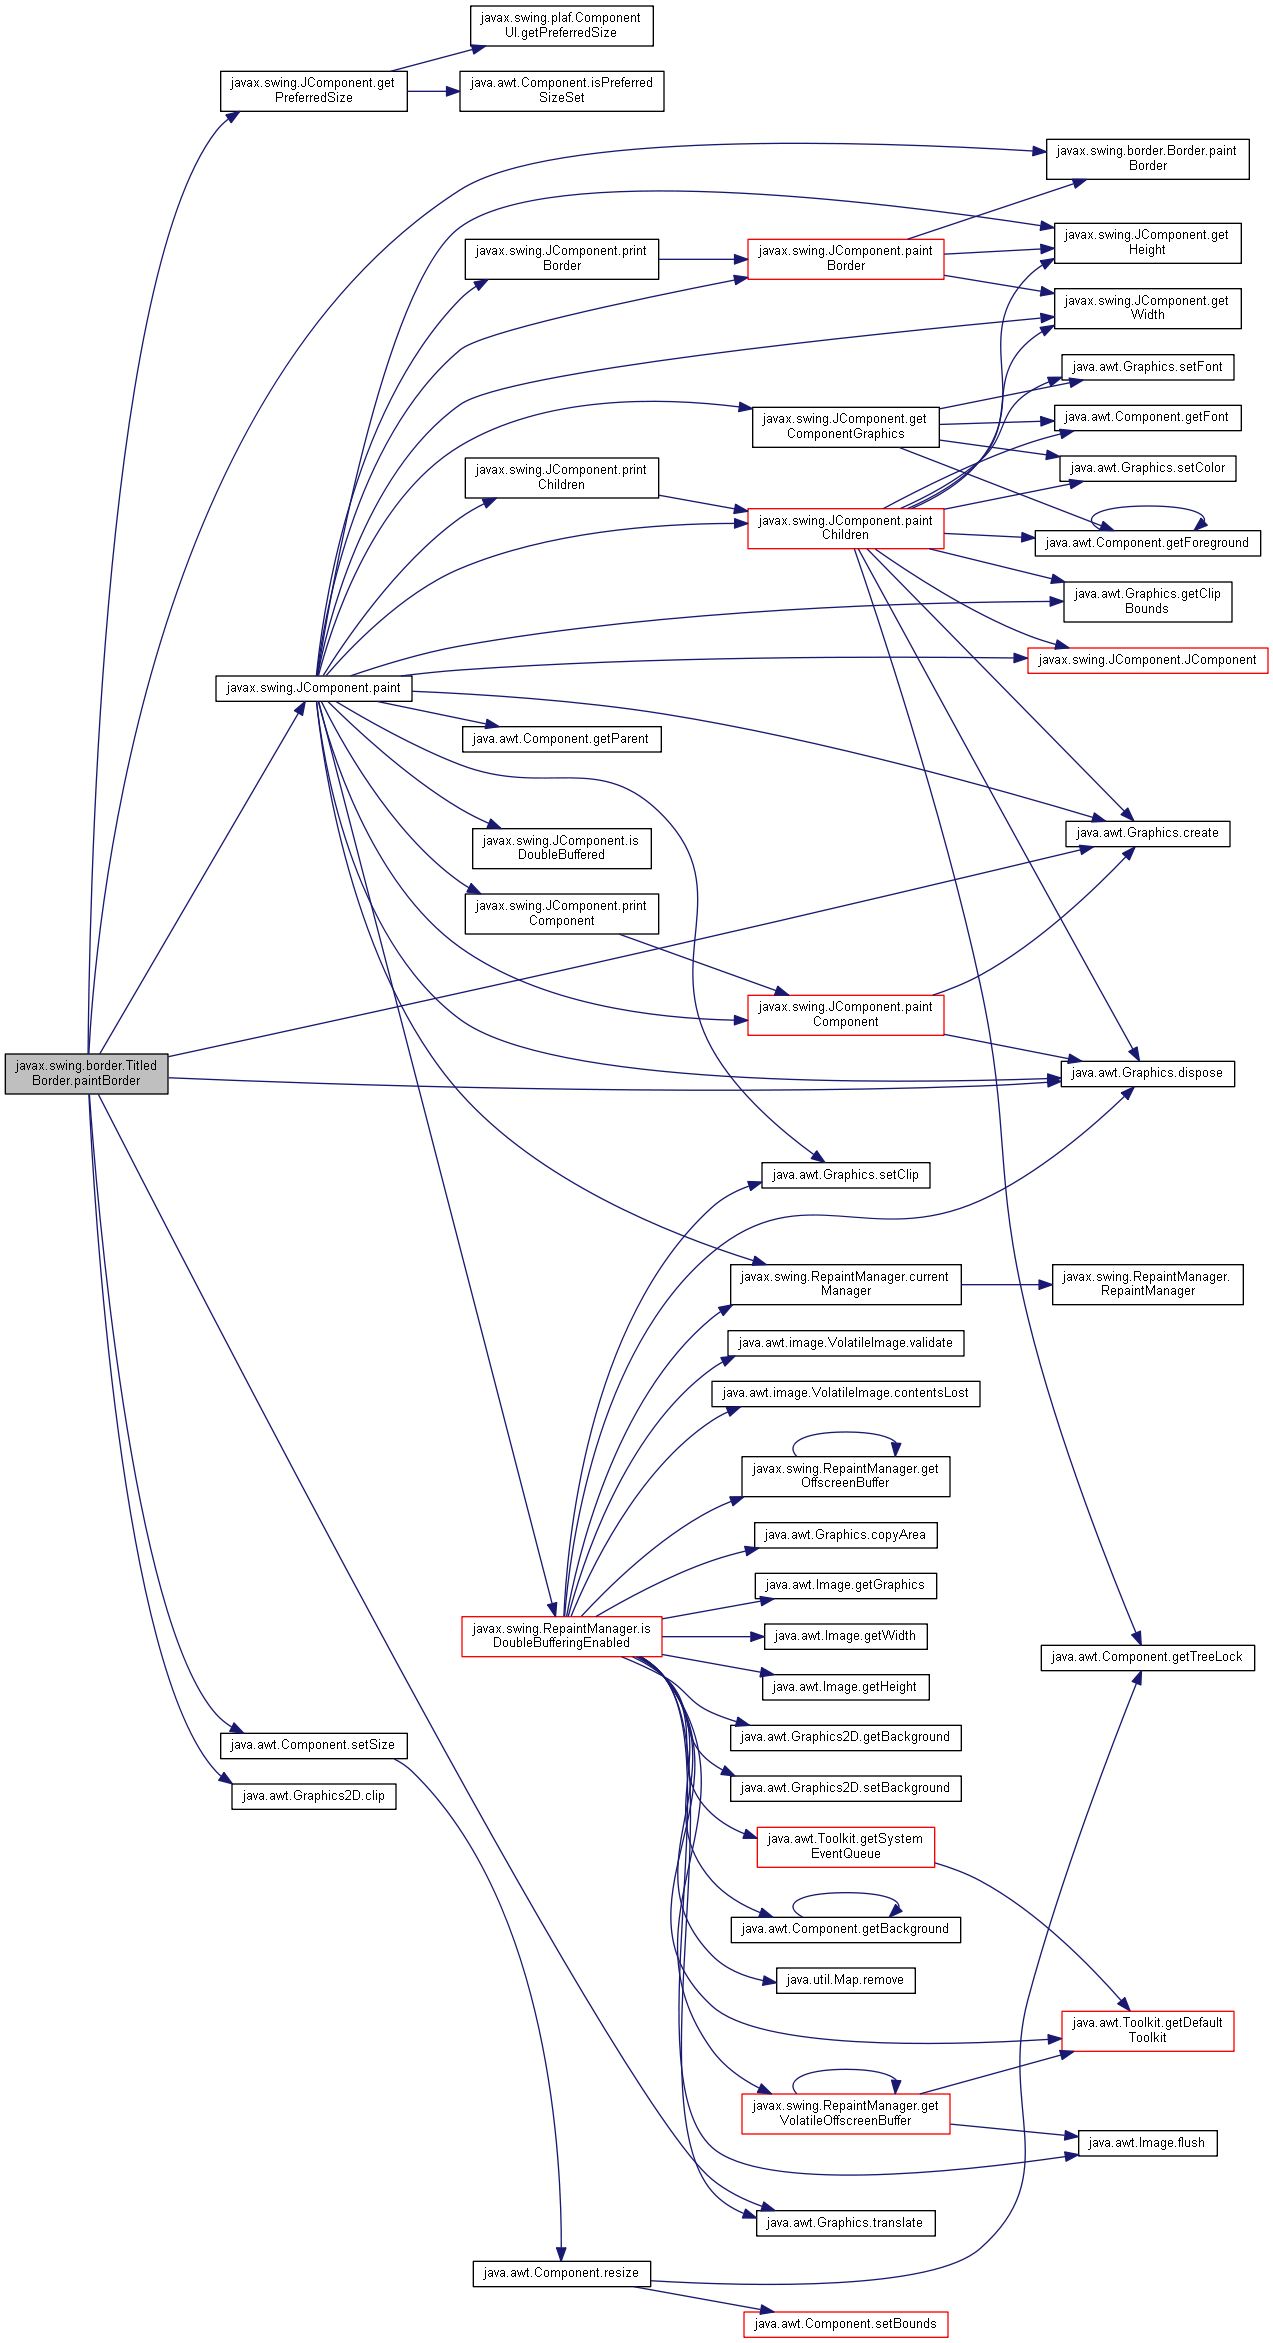 javax.swing.plaf.Component
UI.getPreferredSize
javax.swing.JComponent.get
PreferredSize
java.awt.Component.isPreferred
SizeSet
javax.swing.border.Border.paint
Border
javax.swing.JComponent.get
Height
javax.swing.JComponent.print
Border
javax.swing.JComponent.paint
Border
javax.swing.JComponent.get
Width
java.awt.Graphics.setFont
javax.swing.JComponent.get
ComponentGraphics
java.awt.Component.getFont
java.awt.Graphics.setColor
javax.swing.JComponent.print
Children
javax.swing.JComponent.paint
Children
java.awt.Component.getForeground
java.awt.Graphics.getClip
Bounds
javax.swing.JComponent.JComponent
javax.swing.JComponent.paint
java.awt.Component.getParent
java.awt.Graphics.create
javax.swing.JComponent.is
DoubleBuffered
javax.swing.JComponent.print
Component
javax.swing.JComponent.paint
Component
javax.swing.border.Titled
Border.paintBorder
java.awt.Graphics.dispose
java.awt.Graphics.setClip
javax.swing.RepaintManager.current
Manager
javax.swing.RepaintManager.
RepaintManager
java.awt.image.VolatileImage.validate
java.awt.image.VolatileImage.contentsLost
javax.swing.RepaintManager.get
OffscreenBuffer
java.awt.Graphics.copyArea
java.awt.Image.getGraphics
javax.swing.RepaintManager.is
DoubleBufferingEnabled
java.awt.Image.getWidth
java.awt.Component.getTreeLock
java.awt.Image.getHeight
java.awt.Graphics2D.getBackground
java.awt.Component.setSize
java.awt.Graphics2D.setBackground
java.awt.Graphics2D.clip
java.awt.Toolkit.getSystem
EventQueue
java.awt.Component.getBackground
java.util.Map.remove
java.awt.Toolkit.getDefault
Toolkit
javax.swing.RepaintManager.get
VolatileOffscreenBuffer
java.awt.Image.flush
java.awt.Graphics.translate
java.awt.Component.resize
java.awt.Component.setBounds